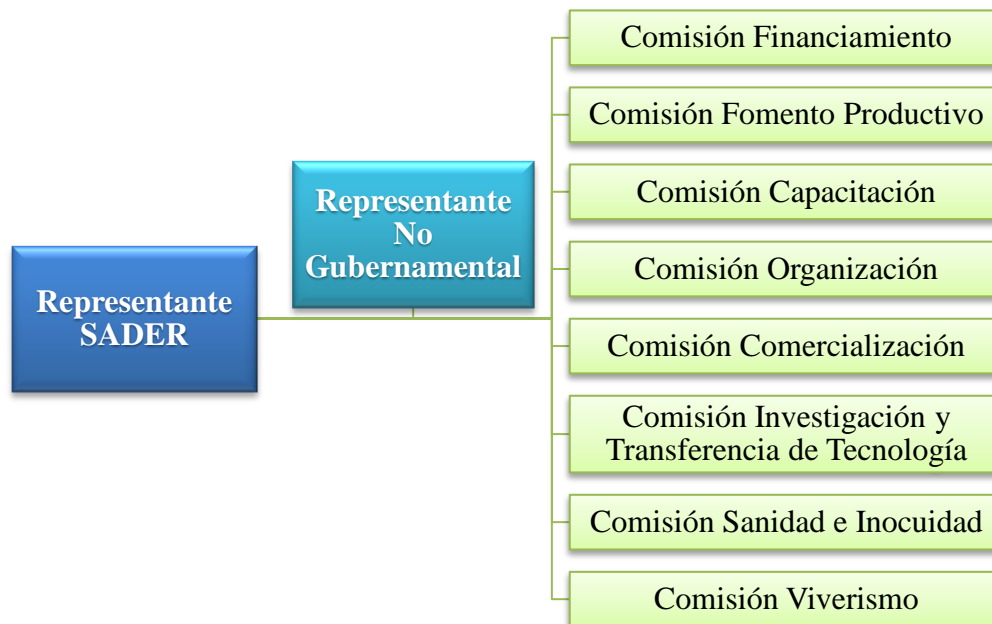 Representante
SADER
Representante
No
Gubernamental
Comisión Financiamiento
Comisión Fomento Productivo
Comisión Capacitación
Comisión Organización
Comisión Comercialización
Comisión Investigación y
Transferencia de Tecnología
Comisión Sanidad e Inocuidad
Comisión Viverismo